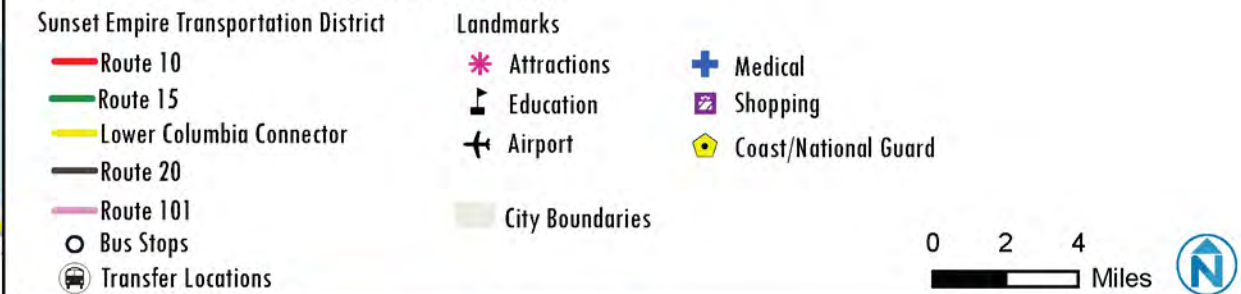 Sunset Empire Transportation District
Route 10
Route 15
Lower Columbia Connector
Route 20
Route 101
Bus Stops
Transfer Locations
Landmarks
Attractions
Education
Airport
Medical
Shopping
Coast/National Guard
City Boundaries
0 2 4
Miles
N